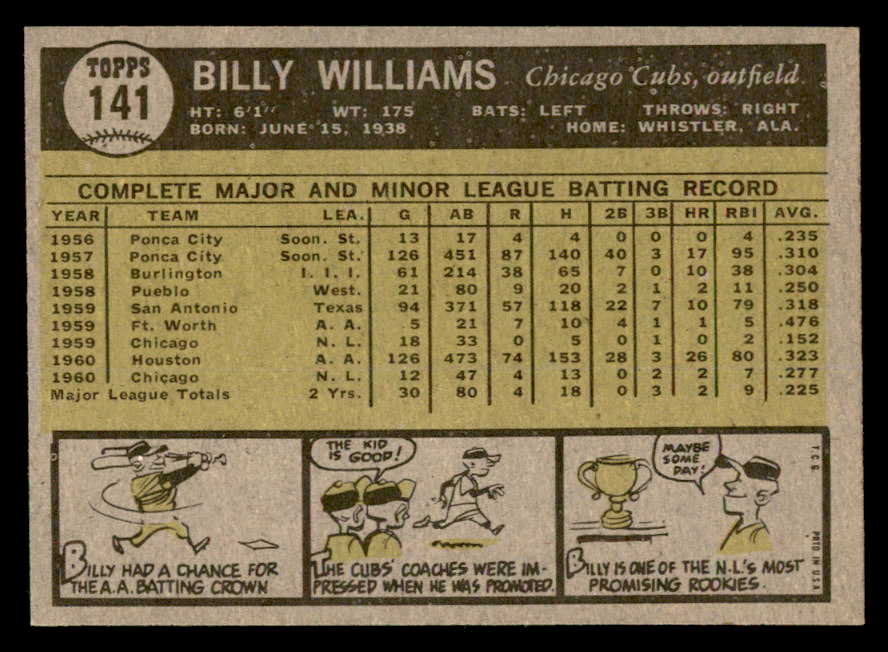 TOPPS
141
BILLY WILLIAMS Chicago Cubs, outfield
HT: 6'1" WT: 175 BATS: LEFT THROWS: RIGHT
BORN: JUNE 15, 1938 HOME: WHISTLER, ALA.
COMPLETE MAJOR AND MINOR LEAGUE BATTING RECORD
YEAR TEAM LEA. G AB R H 2B 3B HR RBI AVG.
1956 Ponca City Soon. St. 13 17 4 4 0 0 0 4 .235
1957 Ponca City Soon. St. 126 451 87 140 40 3 17 95 .310
1958 Burlington I. I. I. 61 214 38 65 7 0 10 38 .304
1958 Pueblo West. 21 80 9 20 2 1 2 11 .250
1959 San Antonio Texas 94 371 57 118 22 7 10 79 .318
1959 Ft. Worth A. A. 5 21 7 10 4 1 1 5 .476
1959 Chicago N. L. 18 33 0 5 0 1 0 2 .152
1960 Houston A. A. 126 473 74 153 28 3 26 80 .323
1960 Chicago N. L. 12 47 4 13 0 2 2 7 .277
Major League Totals 2 Yrs. 30 80 4 18 0 3 2 9 .225
BILLY HAD A CHANCE FOR
THE A.A. BATTING CROWN
THE KID
IS GOOD!
THE CUBS' COACHES WERE IM-
PRESSED WHEN HE WAS PROMOTED.
MAYBE
SOME
DAY!
BILLY IS ONE OF THE N.L.'S MOST
PROMISING ROOKIES.
T.C.G.
PRTD. IN U.S.A.